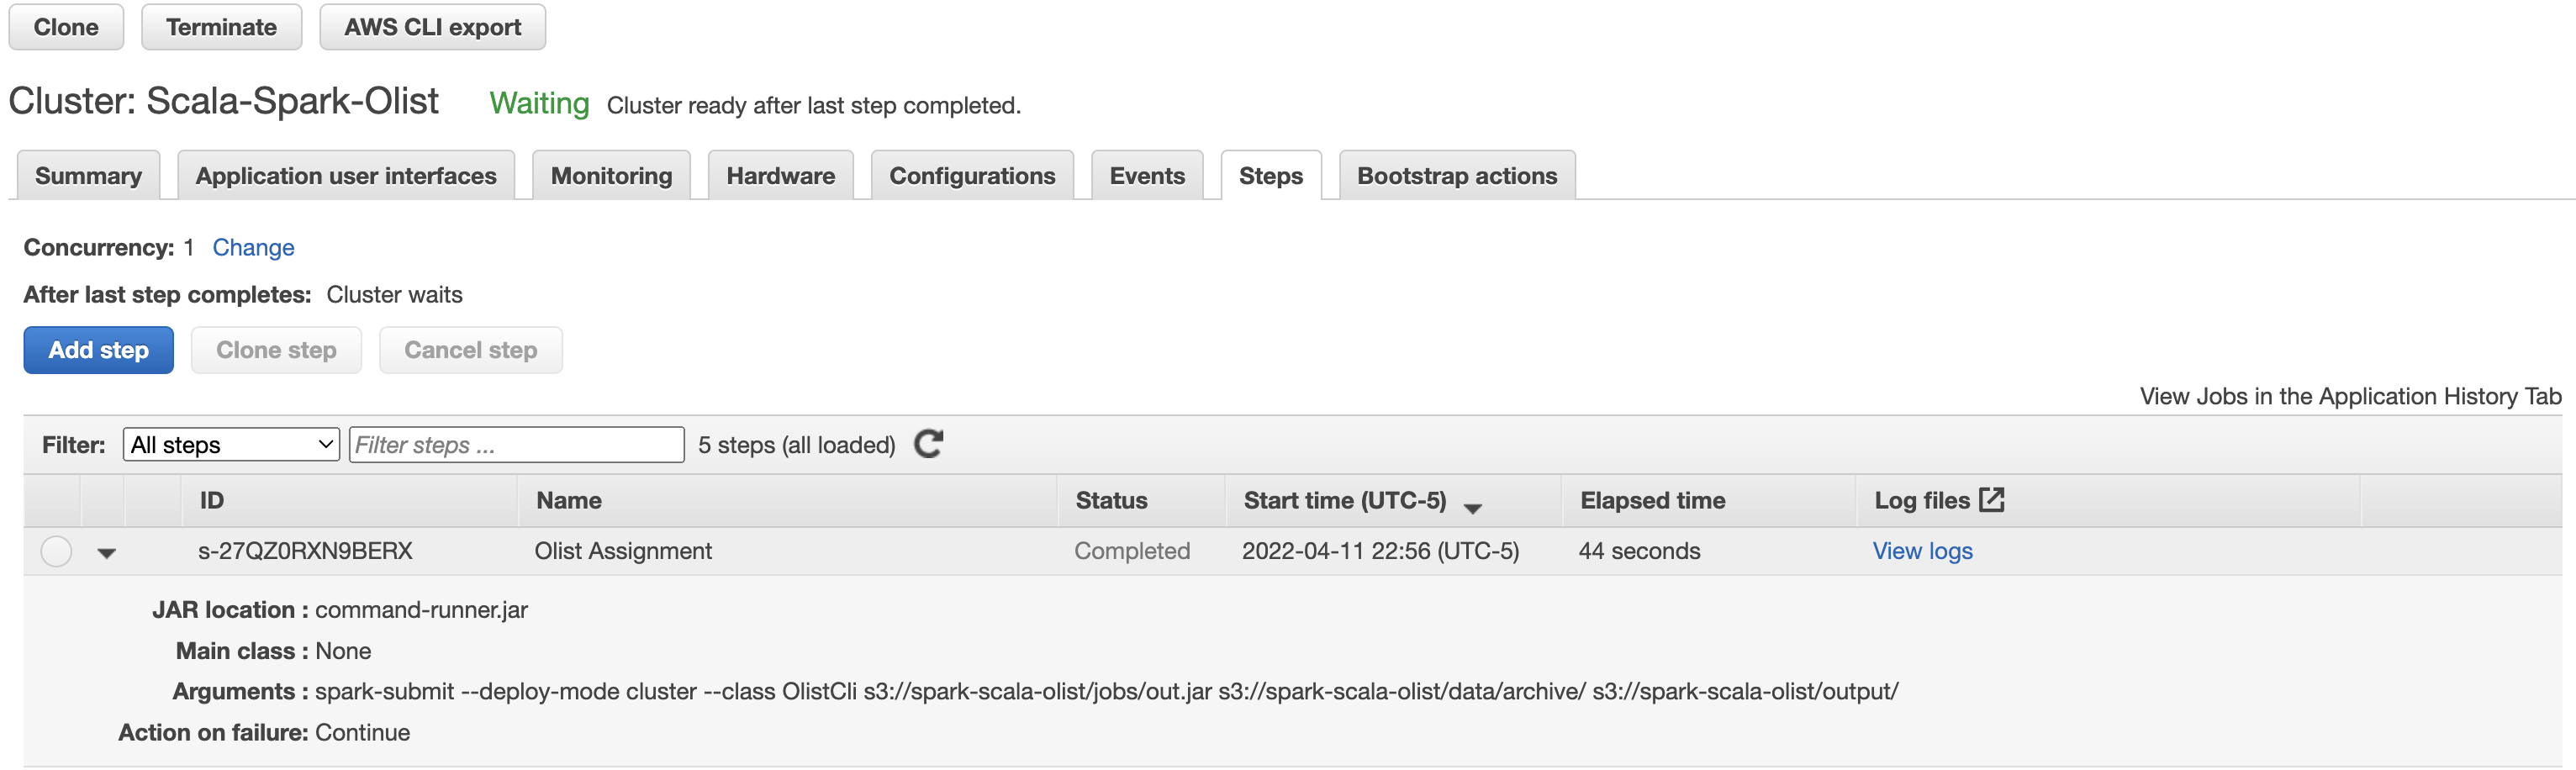 Clone Terminate AWS CLI export
Cluster: Scala-Spark-Olist Waiting Cluster ready after last step completed.
Summary Application user interfaces Monitoring Hardware Configurations Events Steps Bootstrap actions
Concurrency: 1 Change
After last step completes: Cluster waits
Add step Clone step Cancel step
View Jobs in the Application History Tab
Filter: All steps Filter steps ... 5 steps (all loaded)
ID Name Status Start time (UTC-5) Elapsed time Log files
s-27QZ0RXN9BERX Olist Assignment Completed 2022-04-11 22:56 (UTC-5) 44 seconds View logs
JAR location : command-runner.jar
Main class : None
Arguments : spark-submit --deploy-mode cluster --class OlistCli s3://spark-scala-olist/jobs/out.jar s3://spark-scala-olist/data/archive/ s3://spark-scala-olist/output/
Action on failure: Continue